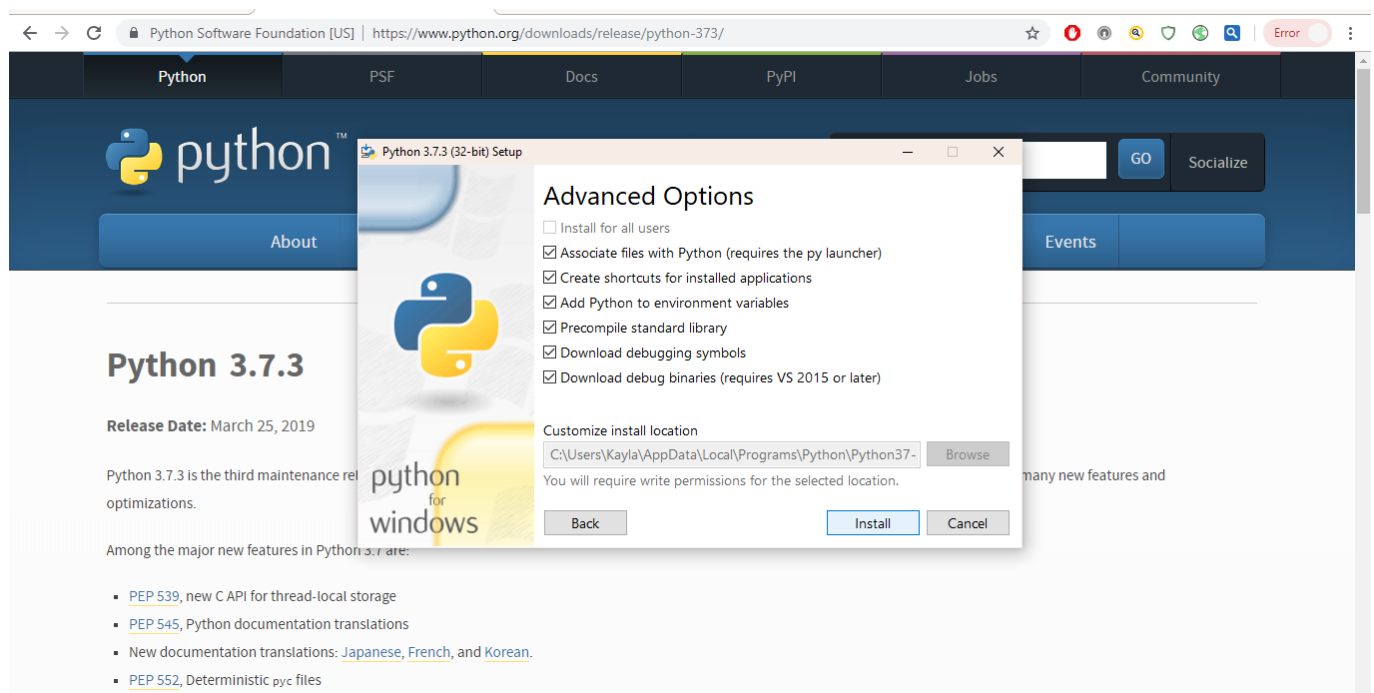 Python Software Foundation [US] | https://www.python.org/downloads/release/python-373/
Error
Python PSF Docs PyPI Jobs Community
python™
GO Socialize
About Events
Python 3.7.3 (32-bit) Setup
Advanced Options
Install for all users
Associate files with Python (requires the py launcher)
Create shortcuts for installed applications
Add Python to environment variables
Precompile standard library
Download debugging symbols
Download debug binaries (requires VS 2015 or later)
Customize install location
C:\Users\Kayla\AppData\Local\Programs\Python\Python37-
Browse
You will require write permissions for the selected location.
Back Install Cancel
python
for
windows
Python 3.7.3
Release Date: March 25, 2019
Python 3.7.3 is the third maintenance many new features and
optimizations.
Among the major new features in Python 3.7 are:
PEP 539, new C API for thread-local storage
PEP 545, Python documentation translations
New documentation translations: Japanese, French, and Korean.
PEP 552, Deterministic pyc files